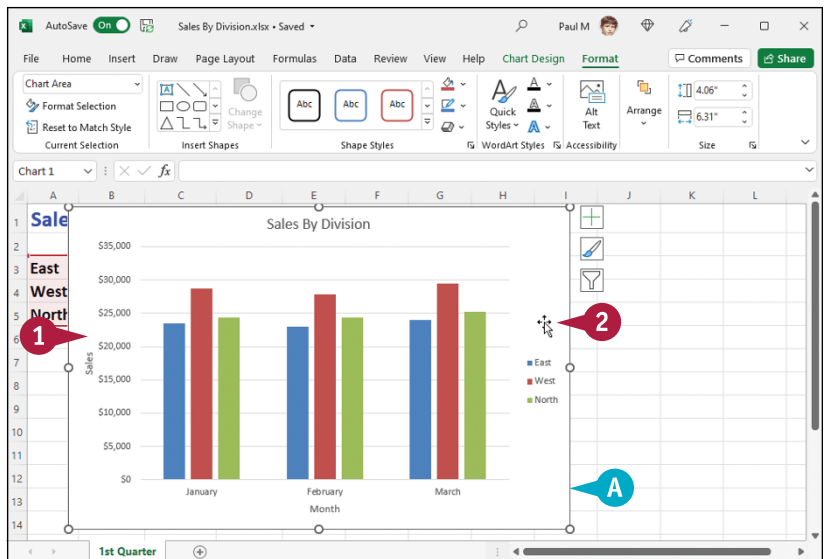 AutoSave On Sales By Division.xlsx • Saved Paul M
File Home Insert Draw Page Layout Formulas Data Review View Help Chart Design Format Comments Share
Chart Area
Format Selection
Reset to Match Style
Current Selection
Change
Shape
Insert Shapes
Abc Abc Abc
Shape Styles
Quick
Styles
WordArt Styles
Alt
Text
Accessibility
Arrange
4.06"
6.31"
Size
Chart 1 fx
A B C D E F G H I J K L
1 Sale
2
3 East
4 West
5 North
6
7
8
9
10
11
12
13
14
Sales By Division
$35,000
$30,000
$25,000
$20,000
$15,000
$10,000
$5,000
$0
Sales
January February March
Month
East
West
North
1
2
A
1st Quarter